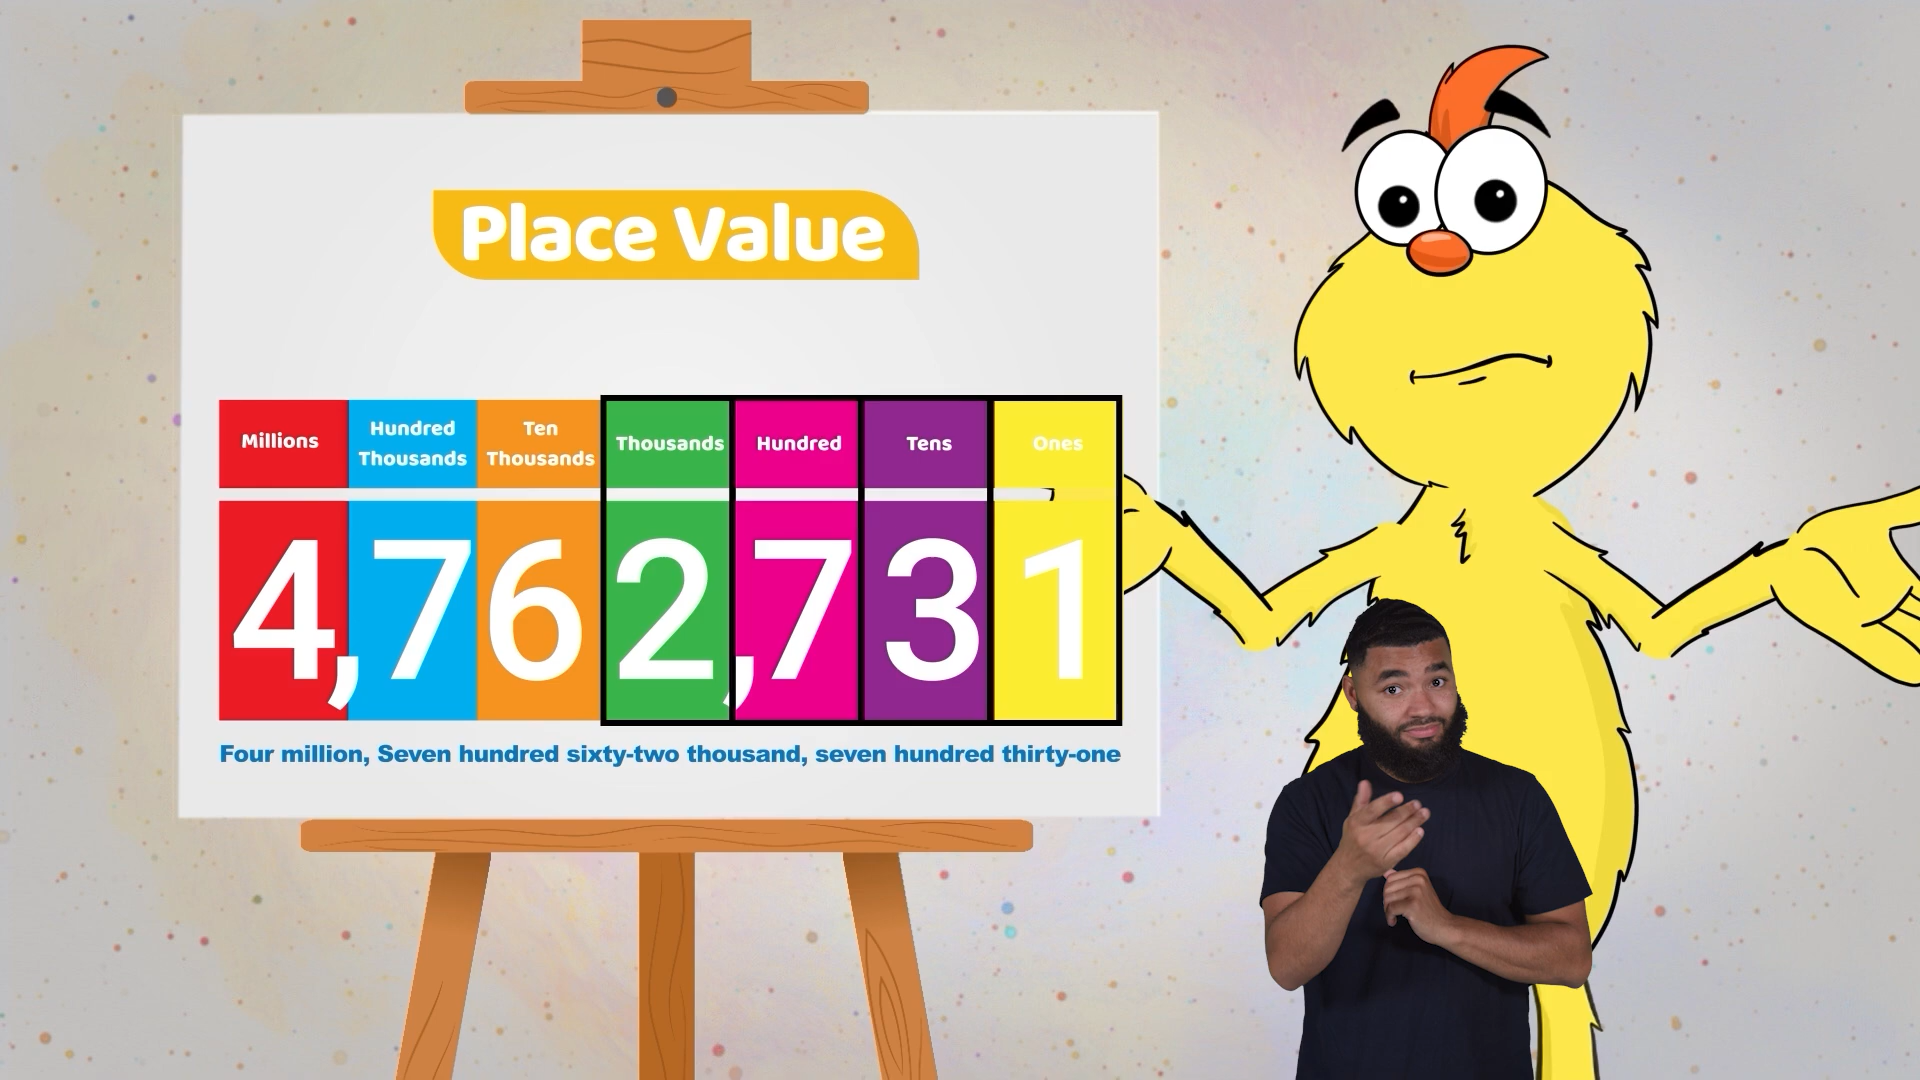 Place Value
Millions
Hundred
Thousands
Ten
Thousands
Thousands
Hundred
Tens
Ones
4,762,731
Four million, Seven hundred sixty-two thousand, seven hundred thirty-one